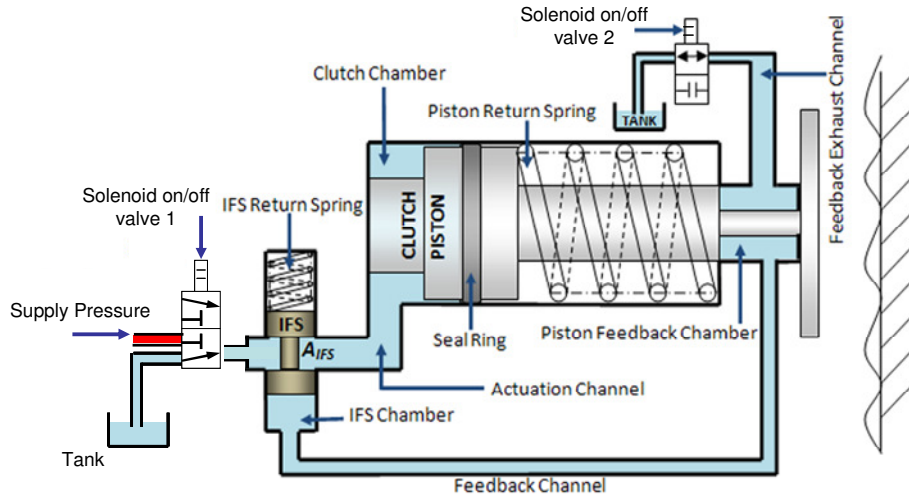 Solenoid on/off
valve 2
Clutch Chamber
Piston Return Spring
TANK
Feedback Exhaust Channel
Solenoid on/off
valve 1
IFS Return Spring
CLUTCH
PISTON
Supply Pressure
IFS
AIFS
Seal Ring
Piston Feedback Chamber
Actuation Channel
IFS Chamber
Tank
Feedback Channel